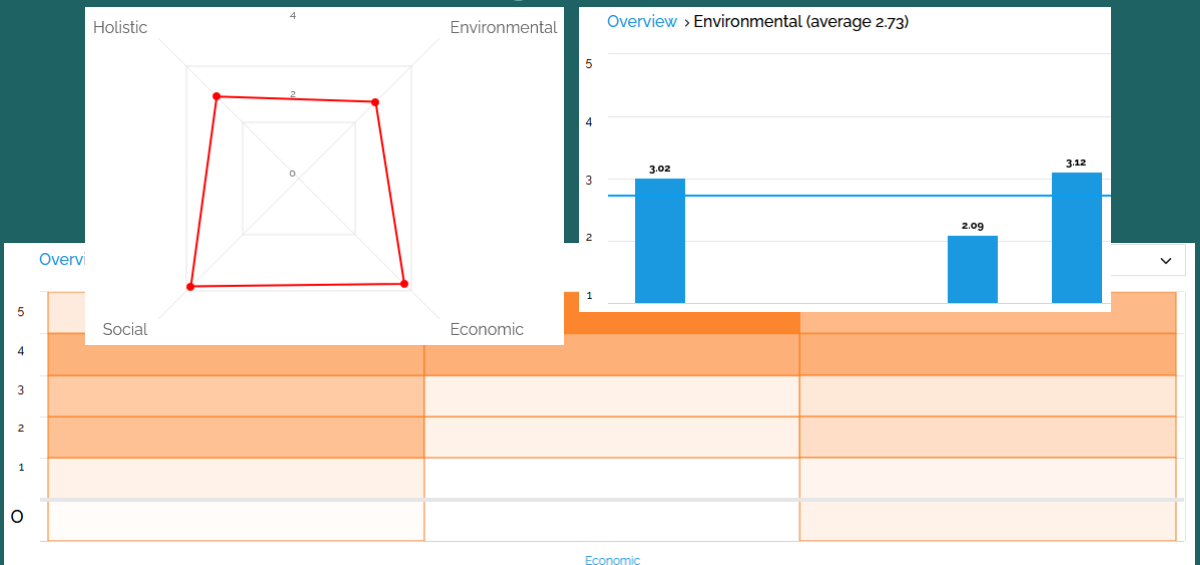 4
Holistic
Environmental
2
0
Social
Economic
Overview › Environmental (average 2.73)
5
4
3
2
1
3.02
2.09
3.12
Overvi
5
4
3
2
1
O
Economic